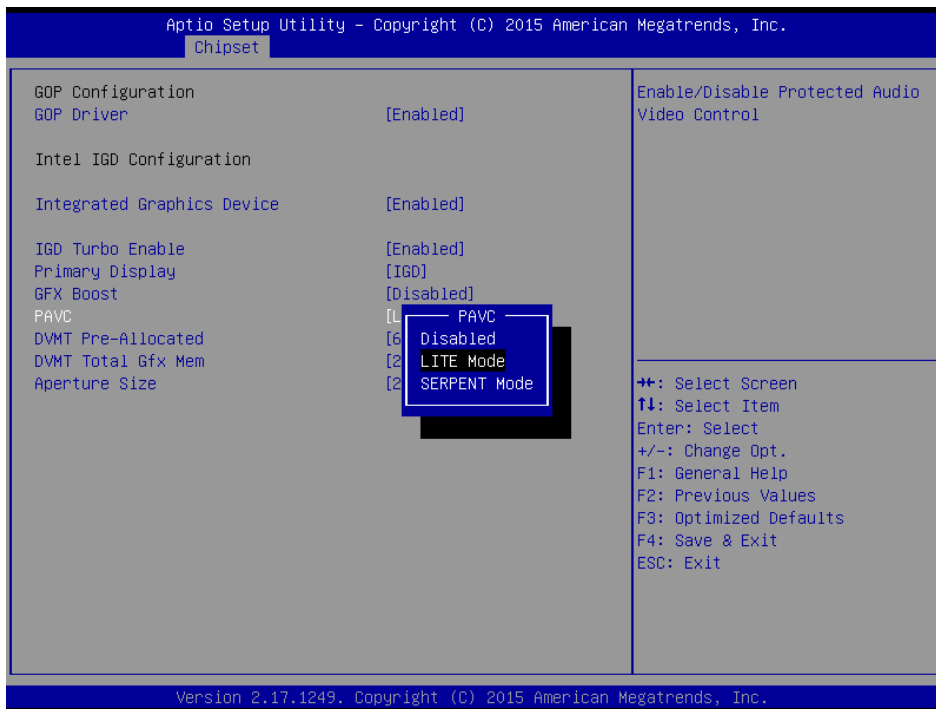 Aptio Setup Utility – Copyright (C) 2015 American Megatrends, Inc.
Chipset
GOP Configuration
GOP Driver [Enabled]
Intel IGD Configuration
Integrated Graphics Device [Enabled]
IGD Turbo Enable [Enabled]
Primary Display [IGD]
GFX Boost [Disabled]
PAVC [L
DVMT Pre-Allocated [6
DVMT Total Gfx Mem [2
Aperture Size [2
PAVC
Disabled
LITE Mode
SERPENT Mode
Enable/Disable Protected Audio
Video Control
→←: Select Screen
↑↓: Select Item
Enter: Select
+/-: Change Opt.
F1: General Help
F2: Previous Values
F3: Optimized Defaults
F4: Save & Exit
ESC: Exit
Version 2.17.1249. Copyright (C) 2015 American Megatrends, Inc.